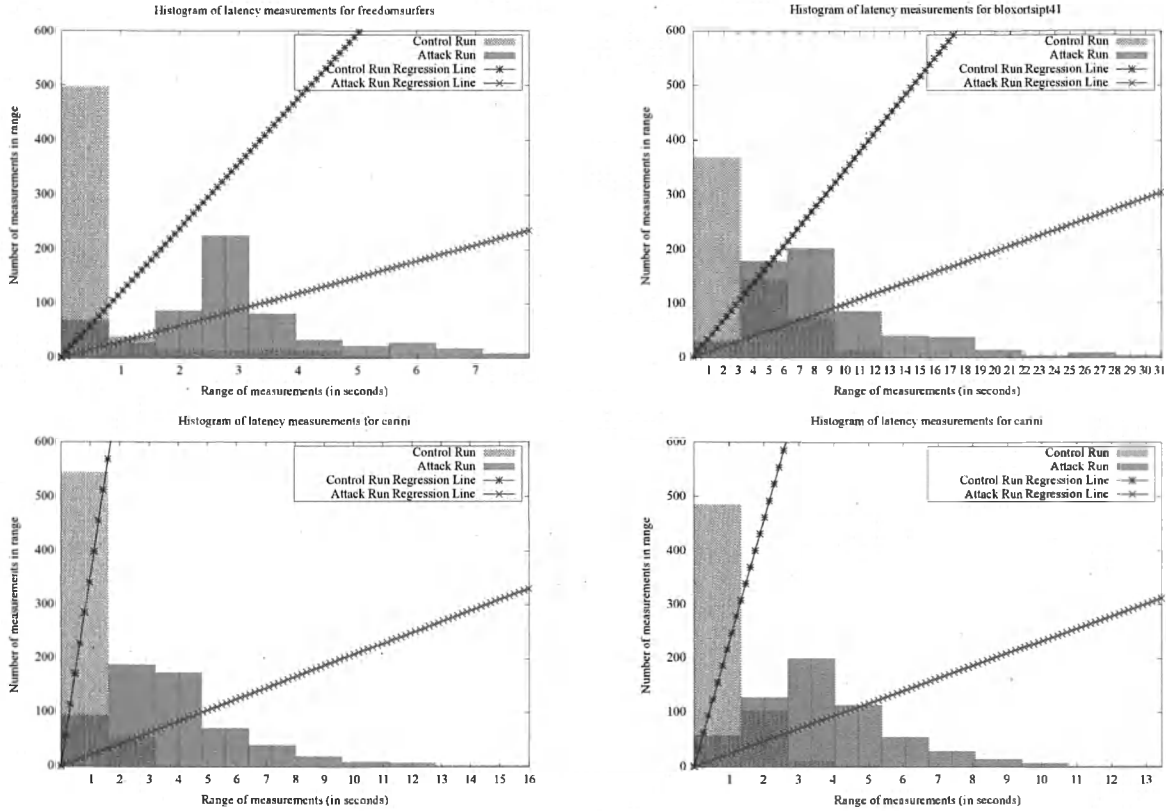 Histogram of latency measurements for freedomsurfers
Control Run
Attack Run
Control Run Regression Line
Attack Run Regression Line
Number of measurements in range
600
500
400
300
200
100
0
1 2 3 4 5 6 7
Range of measurements (in seconds)
Histogram of latency measurements for bloxortsipt41
Control Run
Attack Run
Control Run Regression Line
Attack Run Regression Line
Number of measurements in range
600
500
400
300
200
100
0
1 2 3 4 5 6 7 8 9 10 11 12 13 14 15 16 17 18 19 20 21 22 23 24 25 26 27 28 29 30 31
Range of measurements (in seconds)
Histogram of latency measurements for carini
Control Run
Attack Run
Control Run Regression Line
Attack Run Regression Line
Number of measurements in range
600
500
400
300
200
100
0
1 2 3 4 5 6 7 8 9 10 11 12 13 14 15 16
Range of measurements (in seconds)
Histogram of latency measurements for carini
Control Run
Attack Run
Control Run Regression Line
Attack Run Regression Line
Number of measurements in range
600
500
400
300
200
100
0
1 2 3 4 5 6 7 8 9 10 11 12 13
Range of measurements (in seconds)